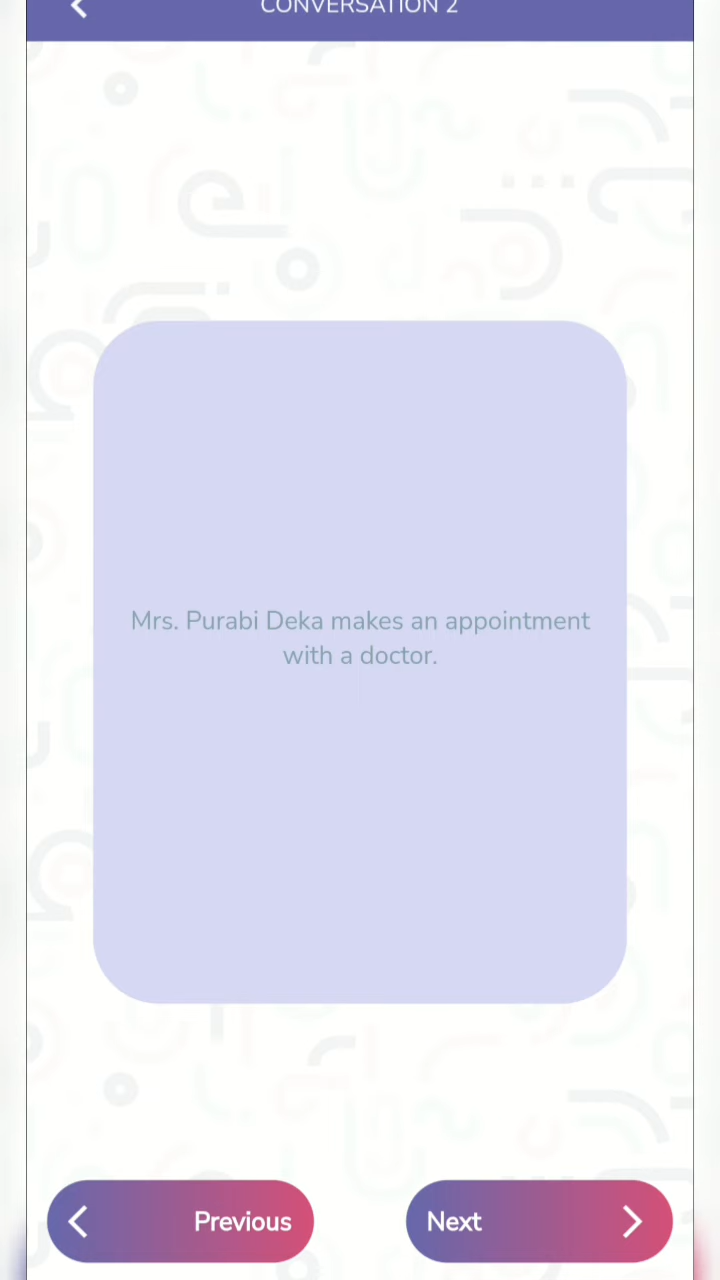 CONVERSATION 2
Mrs. Purabi Deka makes an appointment
with a doctor.
Previous
Next